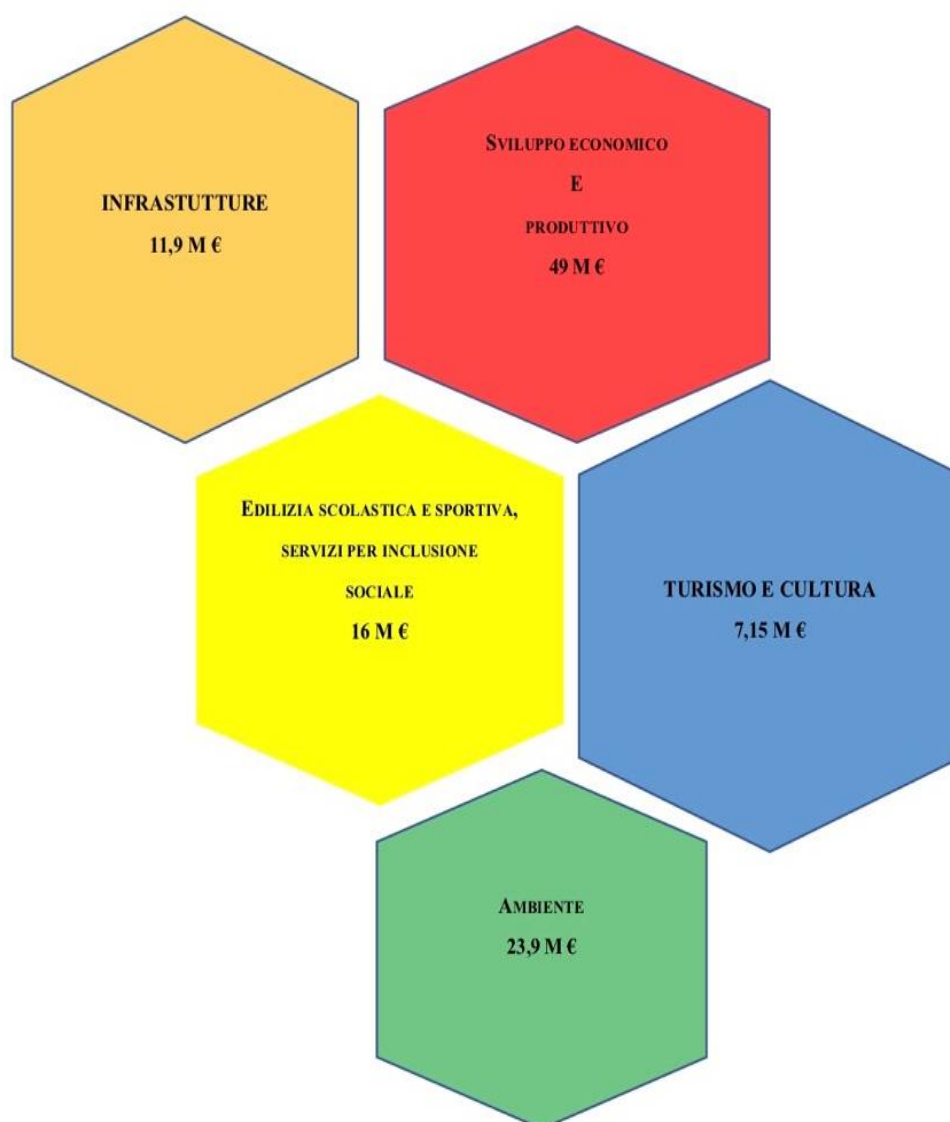 INFRASTUTTURE
11,9 M €
SVILUPPO ECONOMICO
E
PRODUTTIVO
49 M €
EDILIZIA SCOLASTICA E SPORTIVA,
SERVIZI PER INCLUSIONE
SOCIALE
16 M €
TURISMO E CULTURA
7,15 M €
AMBIENTE
23,9 M €